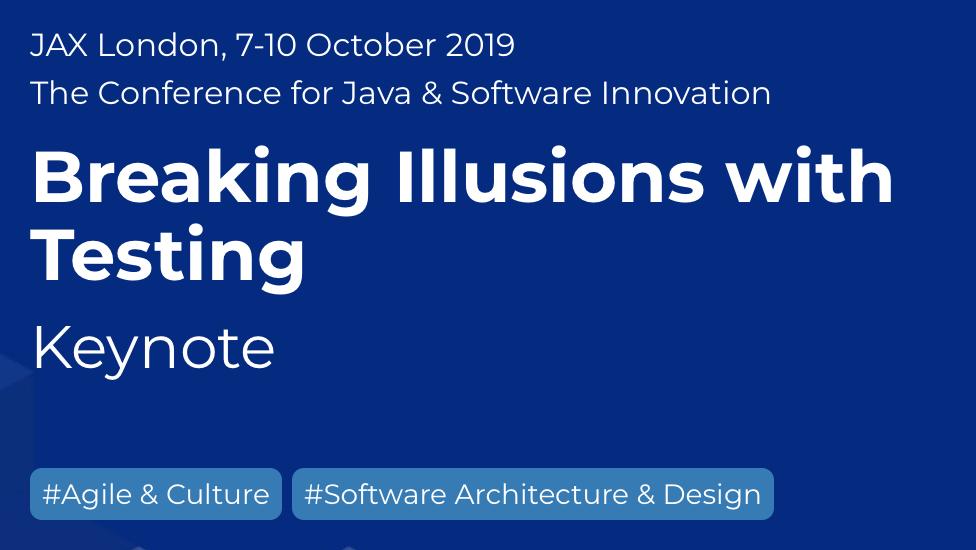 JAX London, 7-10 October 2019
The Conference for Java & Software Innovation
Breaking Illusions with
Testing
Keynote
#Agile & Culture #Software Architecture & Design